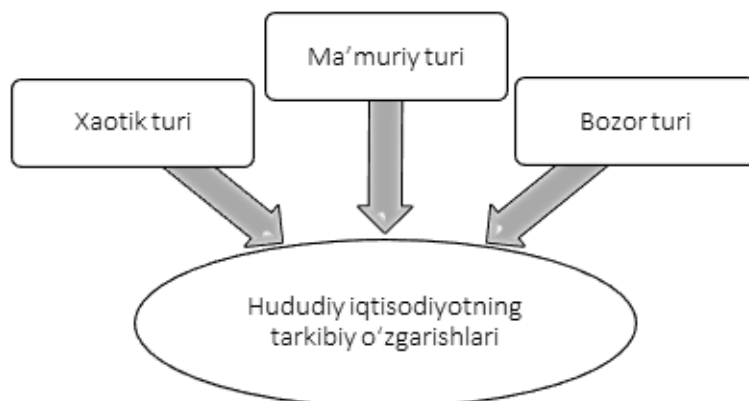 Ma’muriy turi
Xaotik turi
Bozor turi
Hududiy iqtisodiyotning
tarkibiy o‘zgarishlari